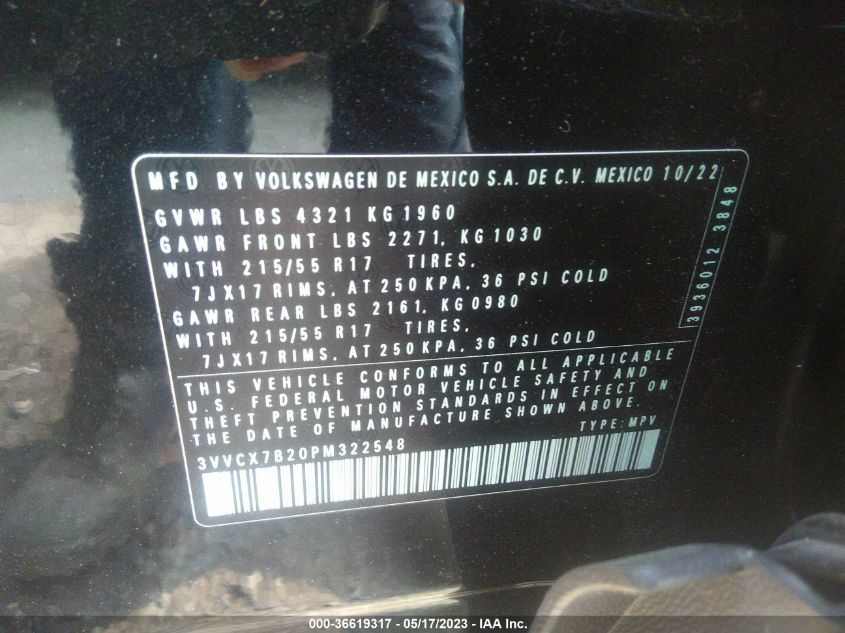 MFD BY VOLKSWAGEN DE MEXICO S.A. DE C.V. MEXICO 10/22
GVWR LBS 4321 KG 1960
GAWR FRONT LBS 2271, KG 1030
WITH 215/55 R17 TIRES,
7JX17 RIMS, AT 250 KPA, 36 PSI COLD
GAWR REAR LBS 2161, KG 0980
WITH 215/55 R17 TIRES,
7JX17 RIMS, AT 250 KPA, 36 PSI COLD
3936012 3848
THIS VEHICLE CONFORMS TO ALL APPLICABLE
U.S. FEDERAL MOTOR VEHICLE SAFETY AND
THEFT PREVENTION STANDARDS IN EFFECT ON
THE DATE OF MANUFACTURE SHOWN ABOVE.
3VVCX7B20PM322548 TYPE: MPV
000-36619317 - 05/17/2023 - IAA Inc.